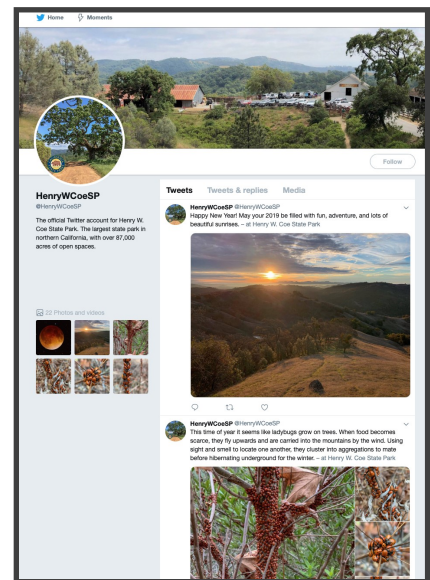 Home Moments
Follow
HenryWCoeSP
@HenryWCoeSP
The official Twitter account for Henry W.
Coe State Park. The largest state park in
northern California, with over 87,000
acres of open spaces.
22 Photos and videos
Tweets Tweets & replies Media
HenryWCoeSP @HenryWCoeSP
Happy New Year! May your 2019 be filled with fun, adventure, and lots of
beautiful sunrises. – at Henry W. Coe State Park
HenryWCoeSP @HenryWCoeSP
This time of year it seems like ladybugs grow on trees. When food becomes
scarce, they fly upwards and are carried into the mountains by the wind. Using
sight and smell to locate one another, they cluster into aggregations to mate
before hibernating underground for the winter. – at Henry W. Coe State Park